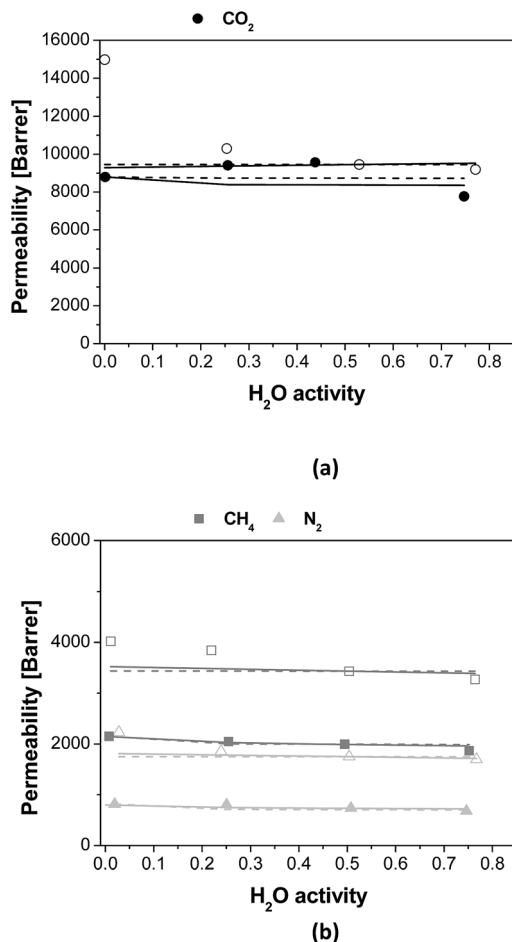 CO₂
16000
14000
12000
10000
8000
6000
4000
2000
0
0.0 0.1 0.2 0.3 0.4 0.5 0.6 0.7 0.8
Permeability [Barrer]
H₂O activity
(a)
CH₄ N₂
6000
4000
2000
0
0.0 0.1 0.2 0.3 0.4 0.5 0.6 0.7 0.8
Permeability [Barrer]
H₂O activity
(b)